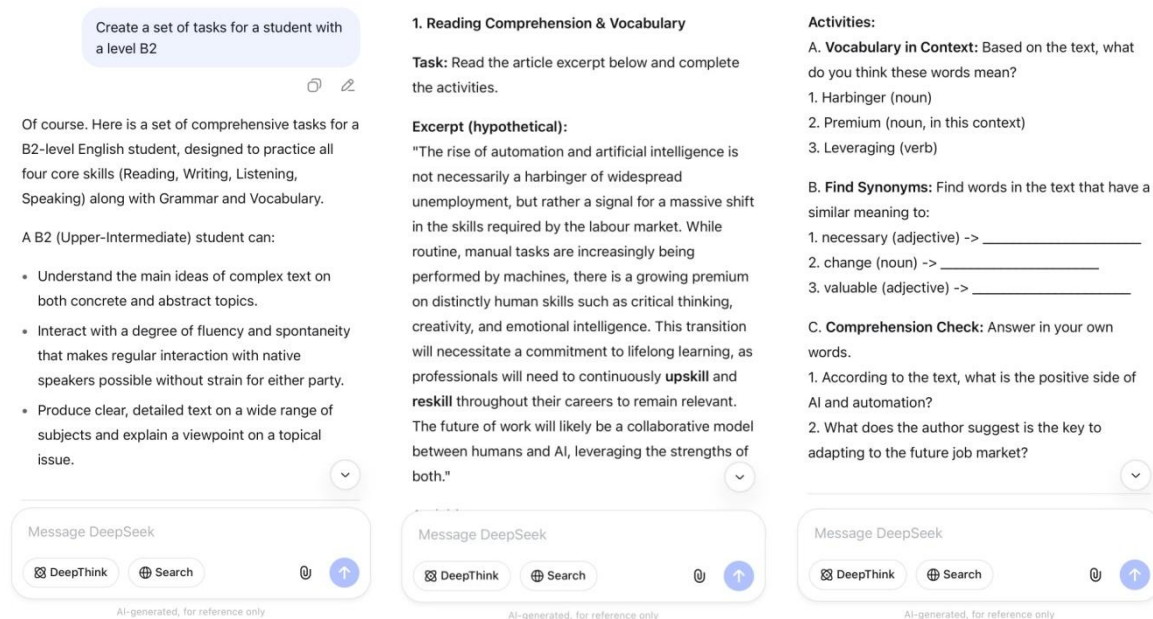 Create a set of tasks for a student with
a level B2
Of course. Here is a set of comprehensive tasks for a
B2-level English student, designed to practice all
four core skills (Reading, Writing, Listening,
Speaking) along with Grammar and Vocabulary.
A B2 (Upper-Intermediate) student can:
• Understand the main ideas of complex text on
both concrete and abstract topics.
• Interact with a degree of fluency and spontaneity
that makes regular interaction with native
speakers possible without strain for either party.
• Produce clear, detailed text on a wide range of
subjects and explain a viewpoint on a topical
issue.
Message DeepSeek
DeepThink
Search
AI-generated, for reference only
1. Reading Comprehension & Vocabulary
Task: Read the article excerpt below and complete
the activities.
Excerpt (hypothetical):
"The rise of automation and artificial intelligence is
not necessarily a harbinger of widespread
unemployment, but rather a signal for a massive shift
in the skills required by the labour market. While
routine, manual tasks are increasingly being
performed by machines, there is a growing premium
on distinctly human skills such as critical thinking,
creativity, and emotional intelligence. This transition
will necessitate a commitment to lifelong learning, as
professionals will need to continuously upskill and
reskill throughout their careers to remain relevant.
The future of work will likely be a collaborative model
between humans and AI, leveraging the strengths of
both."
Message DeepSeek
DeepThink
Search
AI-generated, for reference only
Activities:
A. Vocabulary in Context: Based on the text, what
do you think these words mean?
1. Harbinger (noun)
2. Premium (noun, in this context)
3. Leveraging (verb)
B. Find Synonyms: Find words in the text that have a
similar meaning to:
1. necessary (adjective) -> ____________________
2. change (noun) -> ____________________
3. valuable (adjective) -> ____________________
C. Comprehension Check: Answer in your own
words.
1. According to the text, what is the positive side of
AI and automation?
2. What does the author suggest is the key to
adapting to the future job market?
Message DeepSeek
DeepThink
Search
AI-generated, for reference only